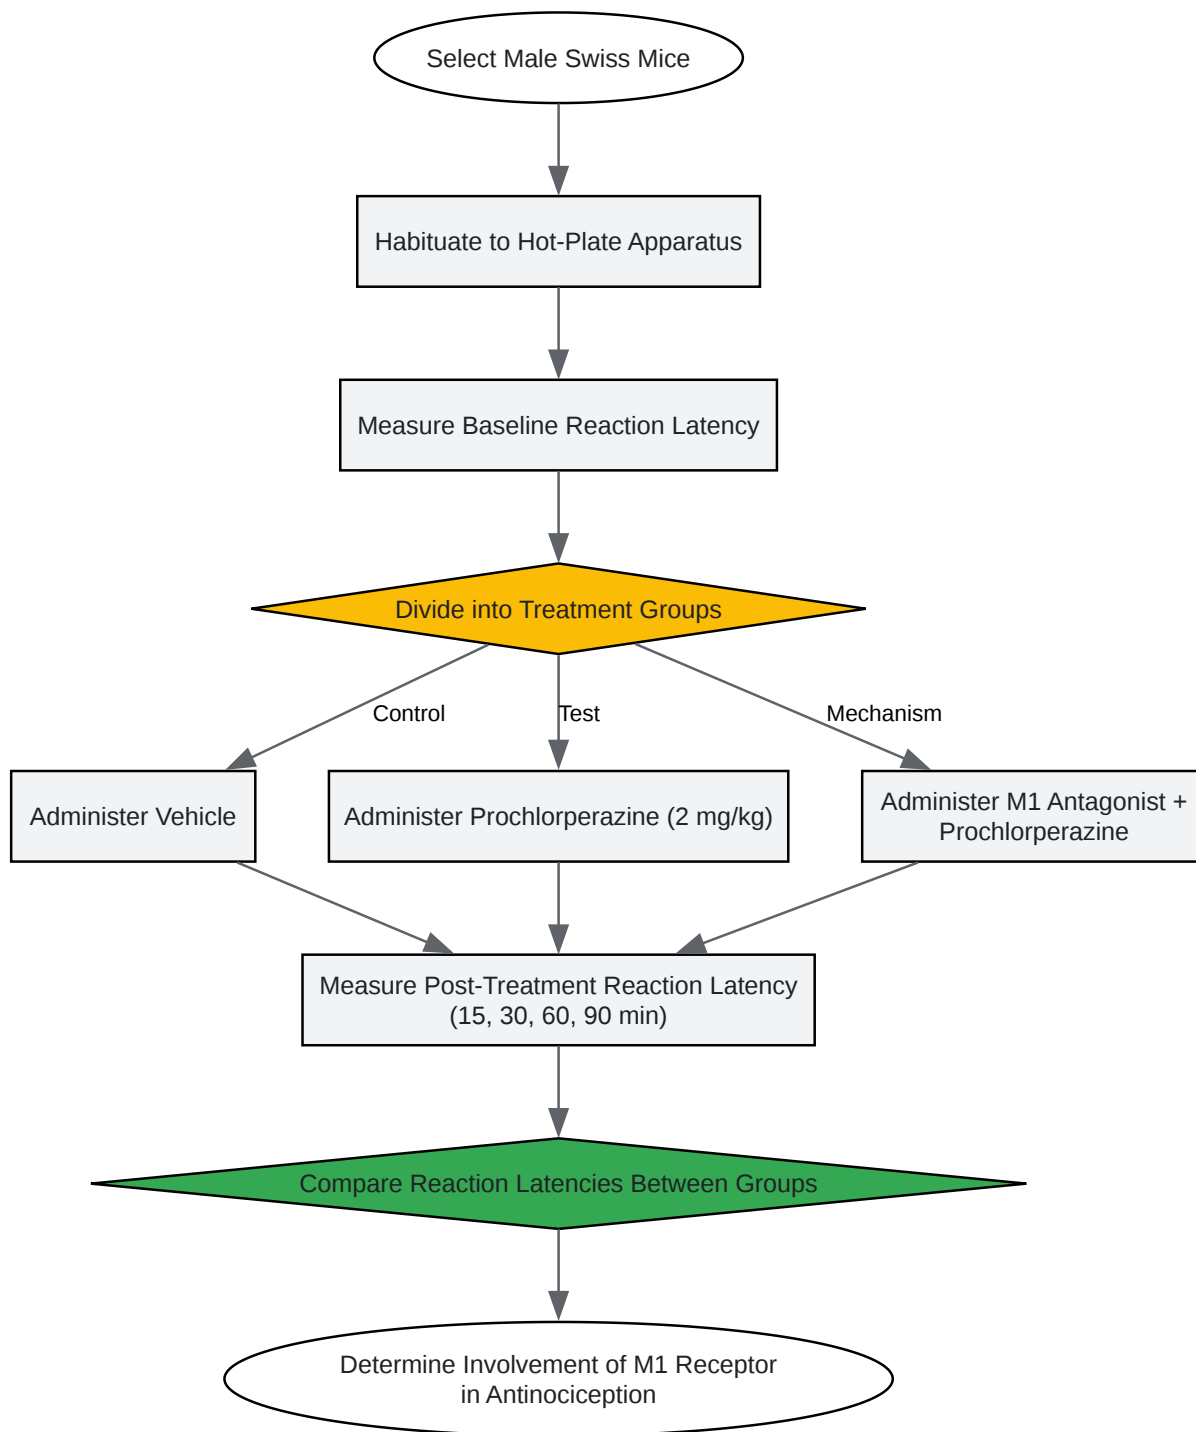 Select Male Swiss Mice
Habituate to Hot-Plate Apparatus
Measure Baseline Reaction Latency
Divide into Treatment Groups
Control
Test
Mechanism
Administer Vehicle
Administer Prochlorperazine (2 mg/kg)
Administer M1 Antagonist +
Prochlorperazine
Measure Post-Treatment Reaction Latency
(15, 30, 60, 90 min)
Compare Reaction Latencies Between Groups
Determine Involvement of M1 Receptor
in Antinociception